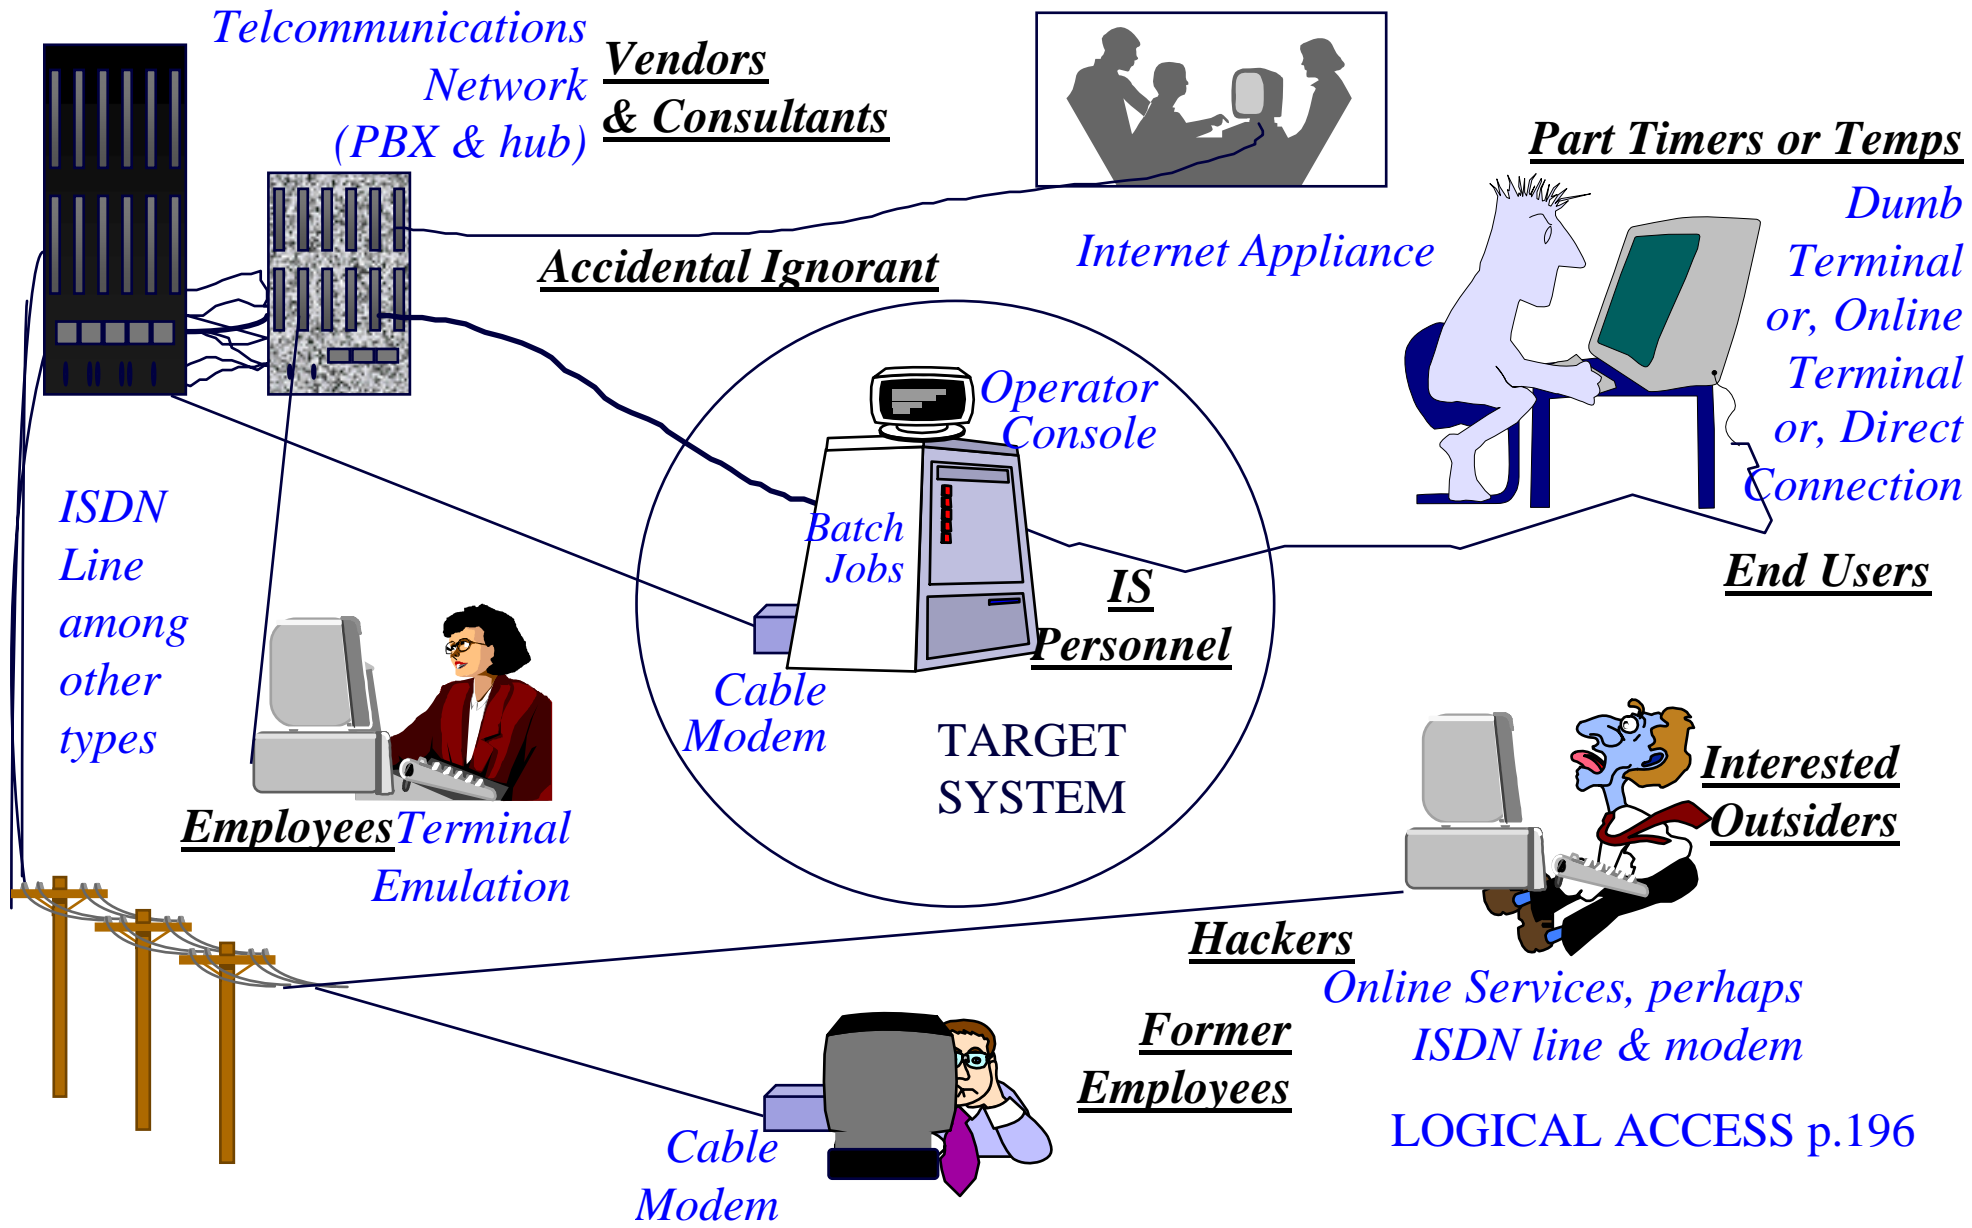 Telcommunications
Network
(PBX & hub)
Vendors
& Consultants
Part Timers or Temps
Dumb
Terminal
or, Online
Terminal
or, Direct
Connection
Internet Appliance
Accidental Ignorant
Operator
Console
Batch
Jobs
ISDN
Line
among
other
types
IS
Personnel
End Users
Cable
Modem
TARGET
SYSTEM
Interested
Outsiders
Employees
Terminal
Emulation
Hackers
Online Services, perhaps
ISDN line & modem
Former
Employees
LOGICAL ACCESS p.196
Cable
Modem